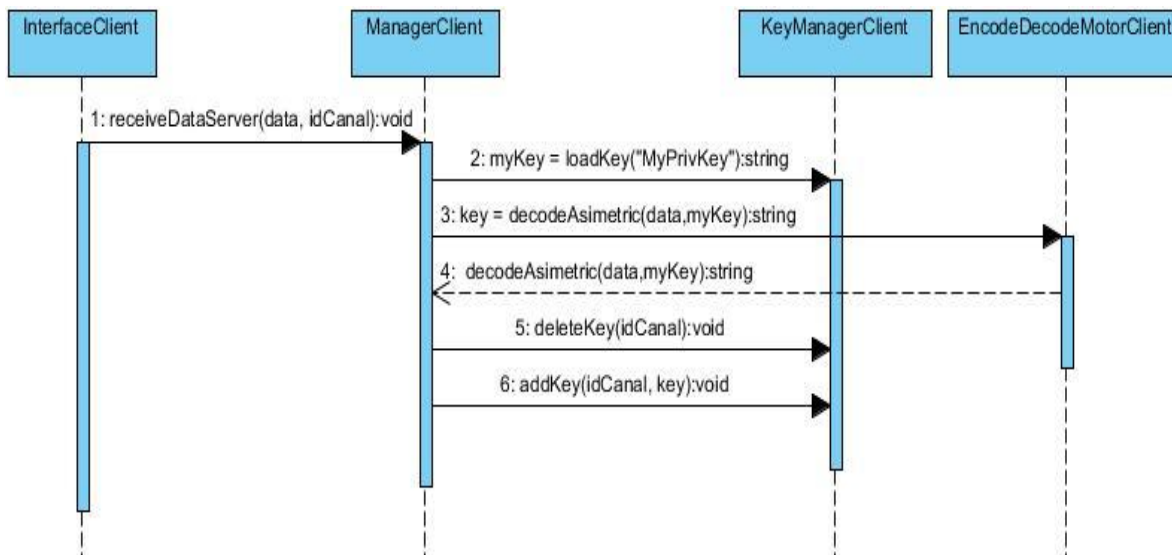 InterfaceClient
ManagerClient
KeyManagerClient
EncodeDecodeMotorClient
1: receiveDataServer(data, idCanal):void
2: myKey = loadKey("MyPrivKey"):string
3: key = decodeAsimetric(data,myKey):string
4: decodeAsimetric(data,myKey):string
5: deleteKey(idCanal):void
6: addKey(idCanal, key):void